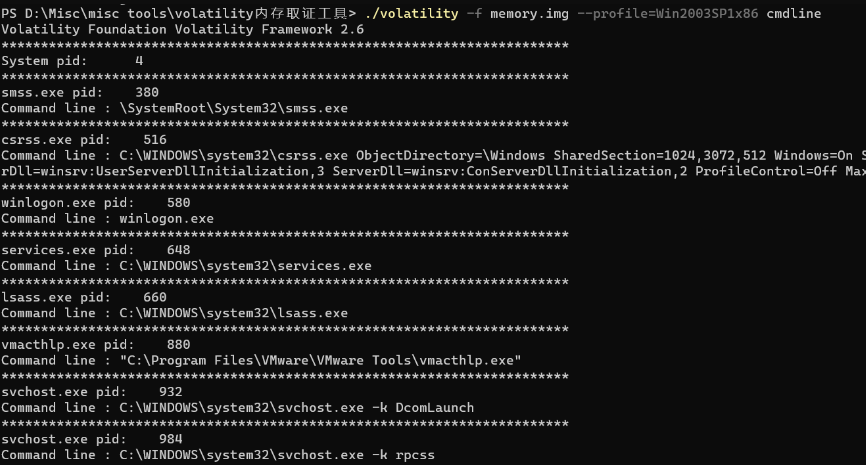 PS D:\Misc\misc tools\volatility内存取证工具> ./volatility -f memory.img --profile=Win2003SP1x86 cmdline
Volatility Foundation Volatility Framework 2.6
************************************************************************
System pid:      4
************************************************************************
smss.exe pid:    380
Command line : \SystemRoot\System32\smss.exe
************************************************************************
csrss.exe pid:    516
Command line : C:\WINDOWS\system32\csrss.exe ObjectDirectory=\Windows SharedSection=1024,3072,512 Windows=On S
rDll=winsrv:UserServerDllInitialization,3 ServerDll=winsrv:ConServerDllInitialization,2 ProfileControl=Off Max
************************************************************************
winlogon.exe pid:    580
Command line : winlogon.exe
************************************************************************
services.exe pid:    648
Command line : C:\WINDOWS\system32\services.exe
************************************************************************
lsass.exe pid:    660
Command line : C:\WINDOWS\system32\lsass.exe
************************************************************************
vmacthlp.exe pid:    880
Command line : "C:\Program Files\VMware\VMware Tools\vmacthlp.exe"
************************************************************************
svchost.exe pid:    932
Command line : C:\WINDOWS\system32\svchost.exe -k DcomLaunch
************************************************************************
svchost.exe pid:    984
Command line : C:\WINDOWS\system32\svchost.exe -k rpcss